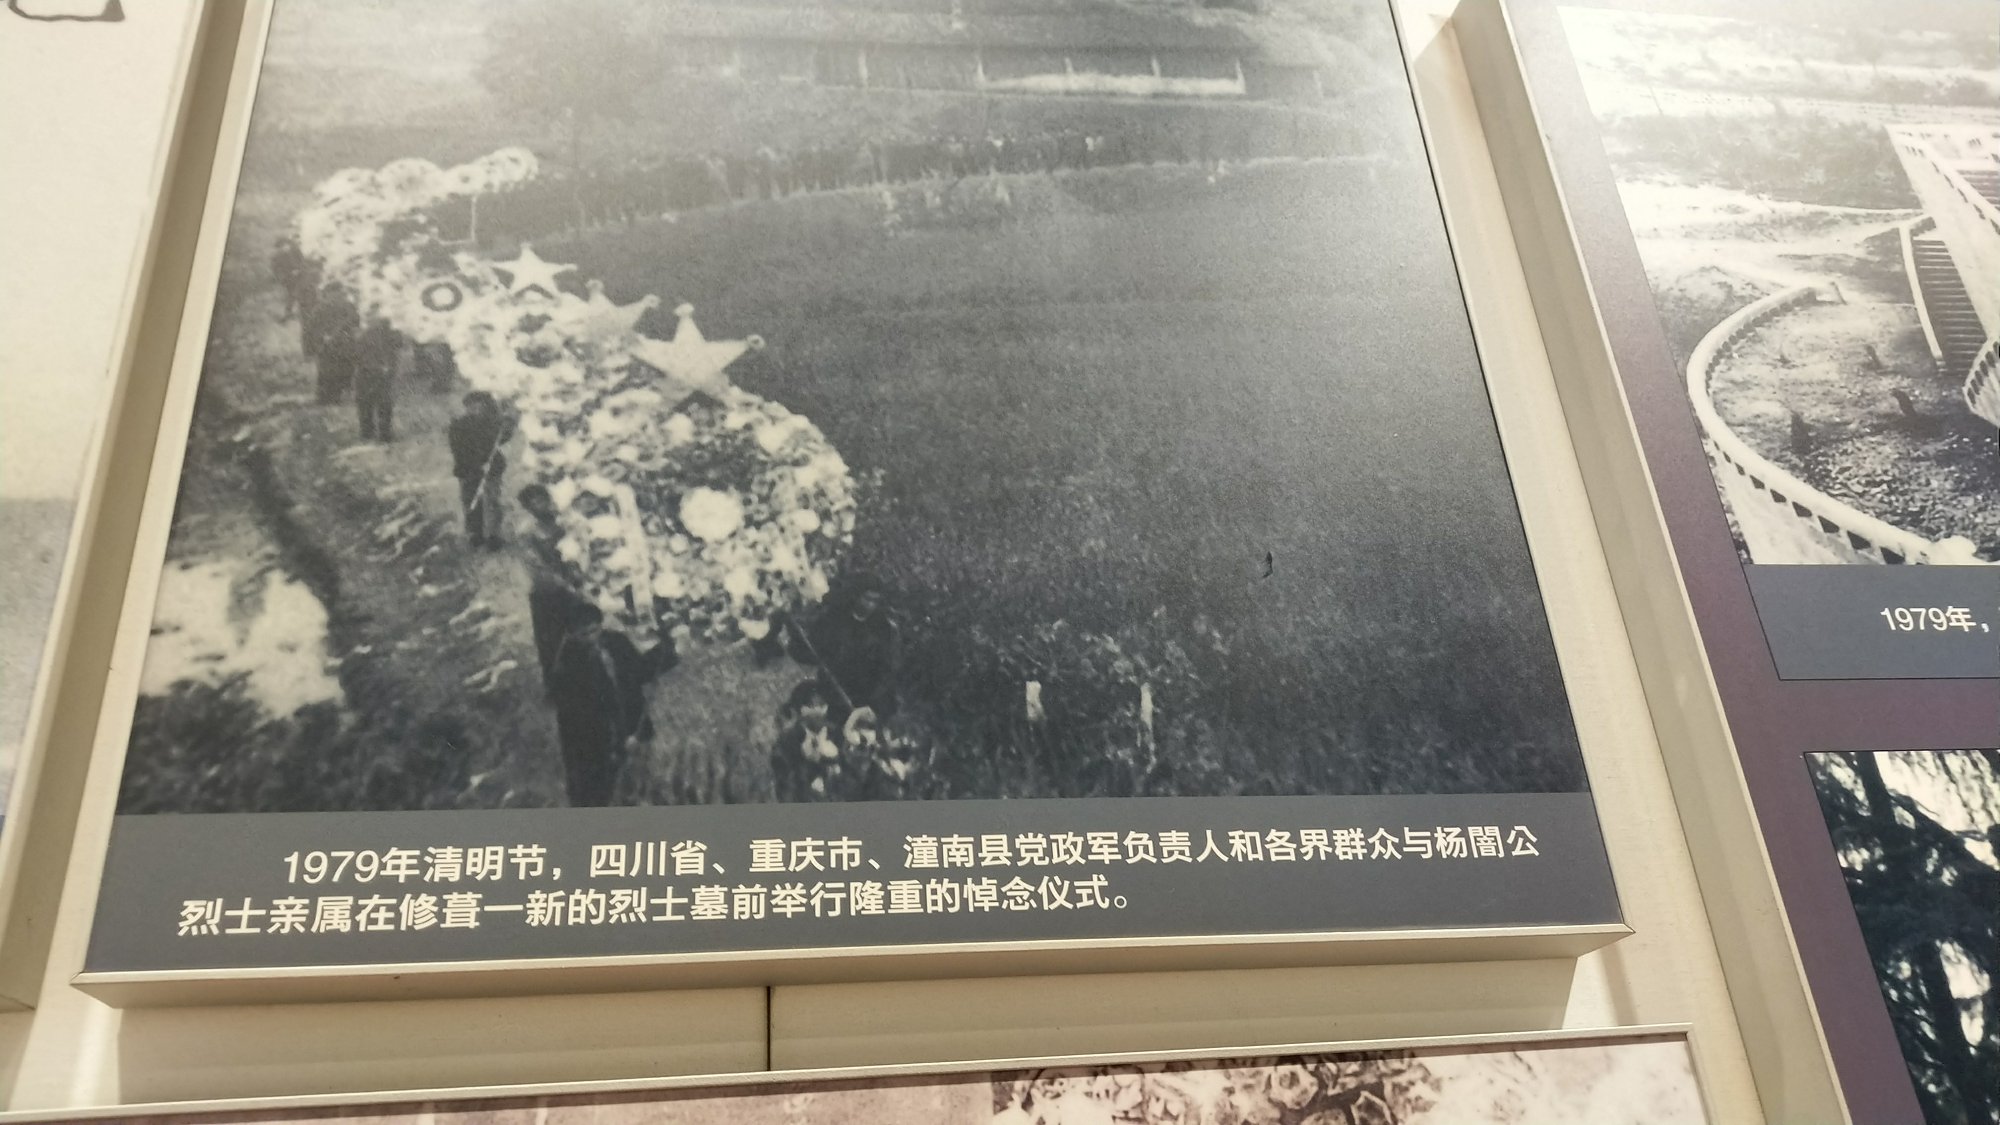 1979年清明节，四川省、重庆市、潼南县党政军负责人和各界群众与杨闇公
烈士亲属在修葺一新的烈士墓前举行隆重的悼念仪式。
1979年，